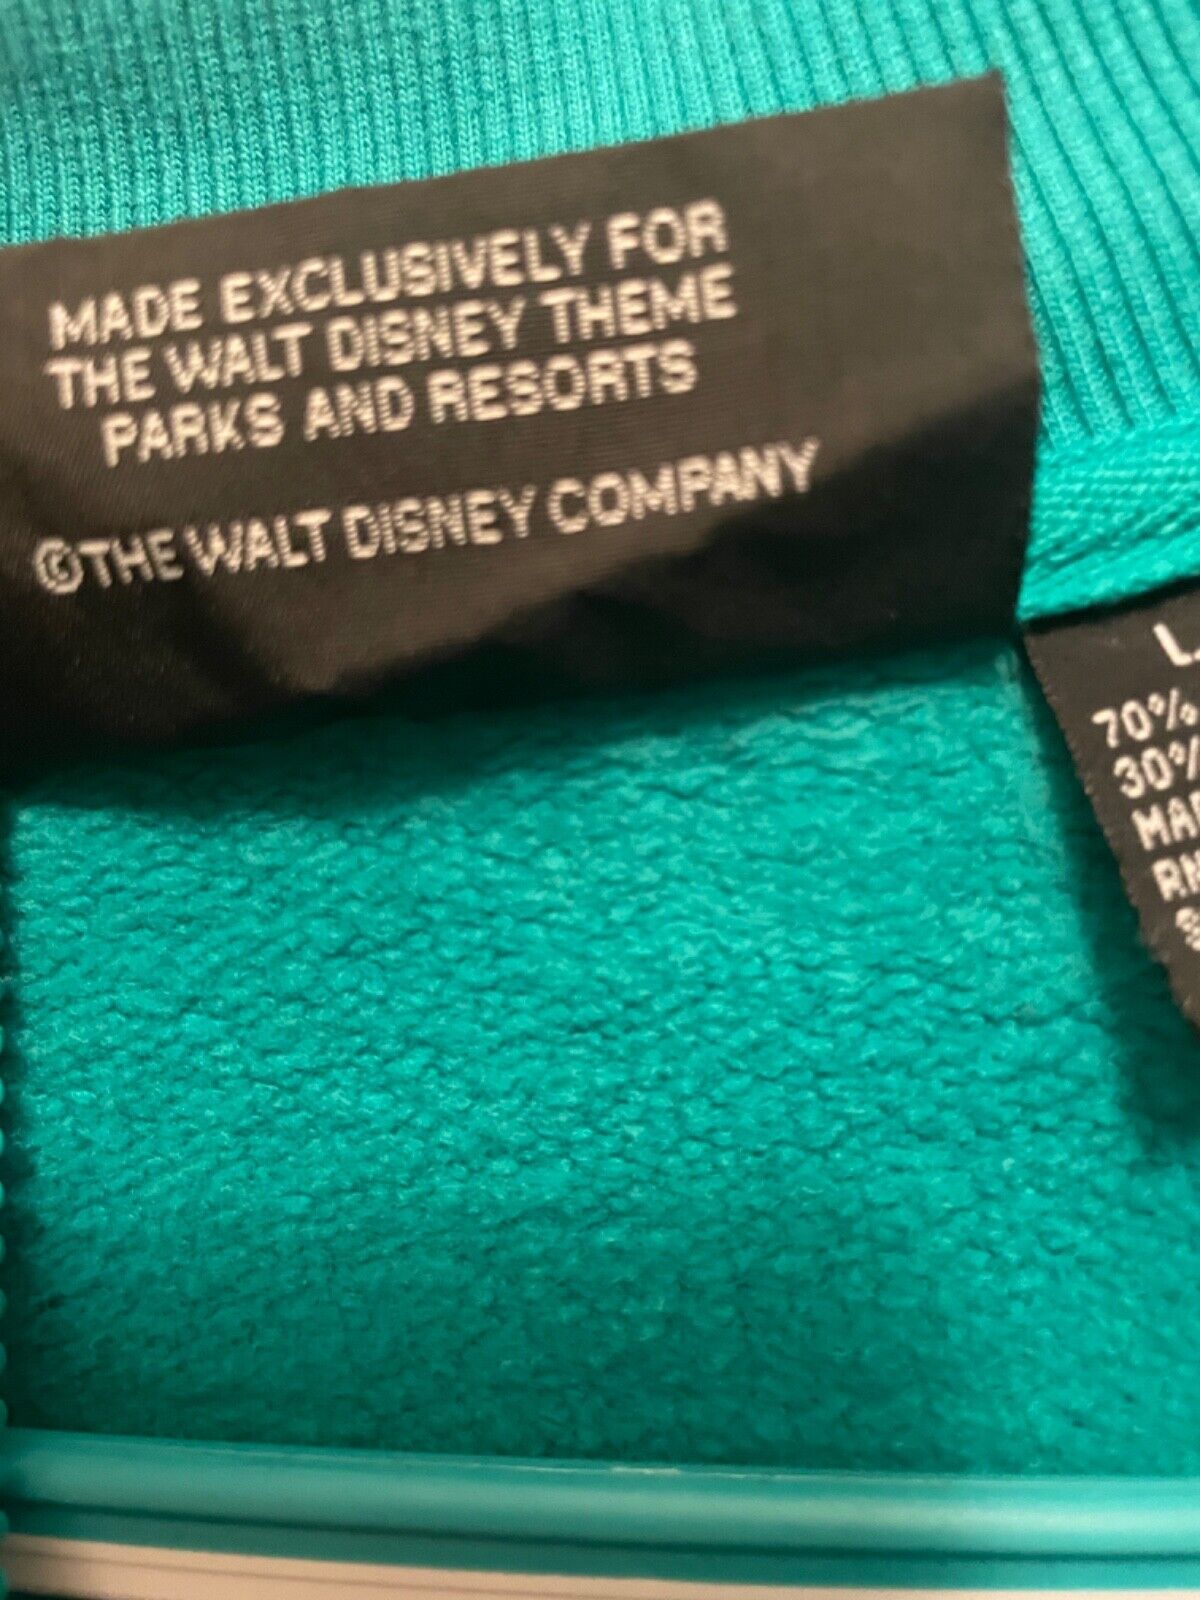 MADE EXCLUSIVELY FOR
THE WALT DISNEY THEME
PARKS AND RESORTS
©THE WALT DISNEY COMPANY
70%
30%